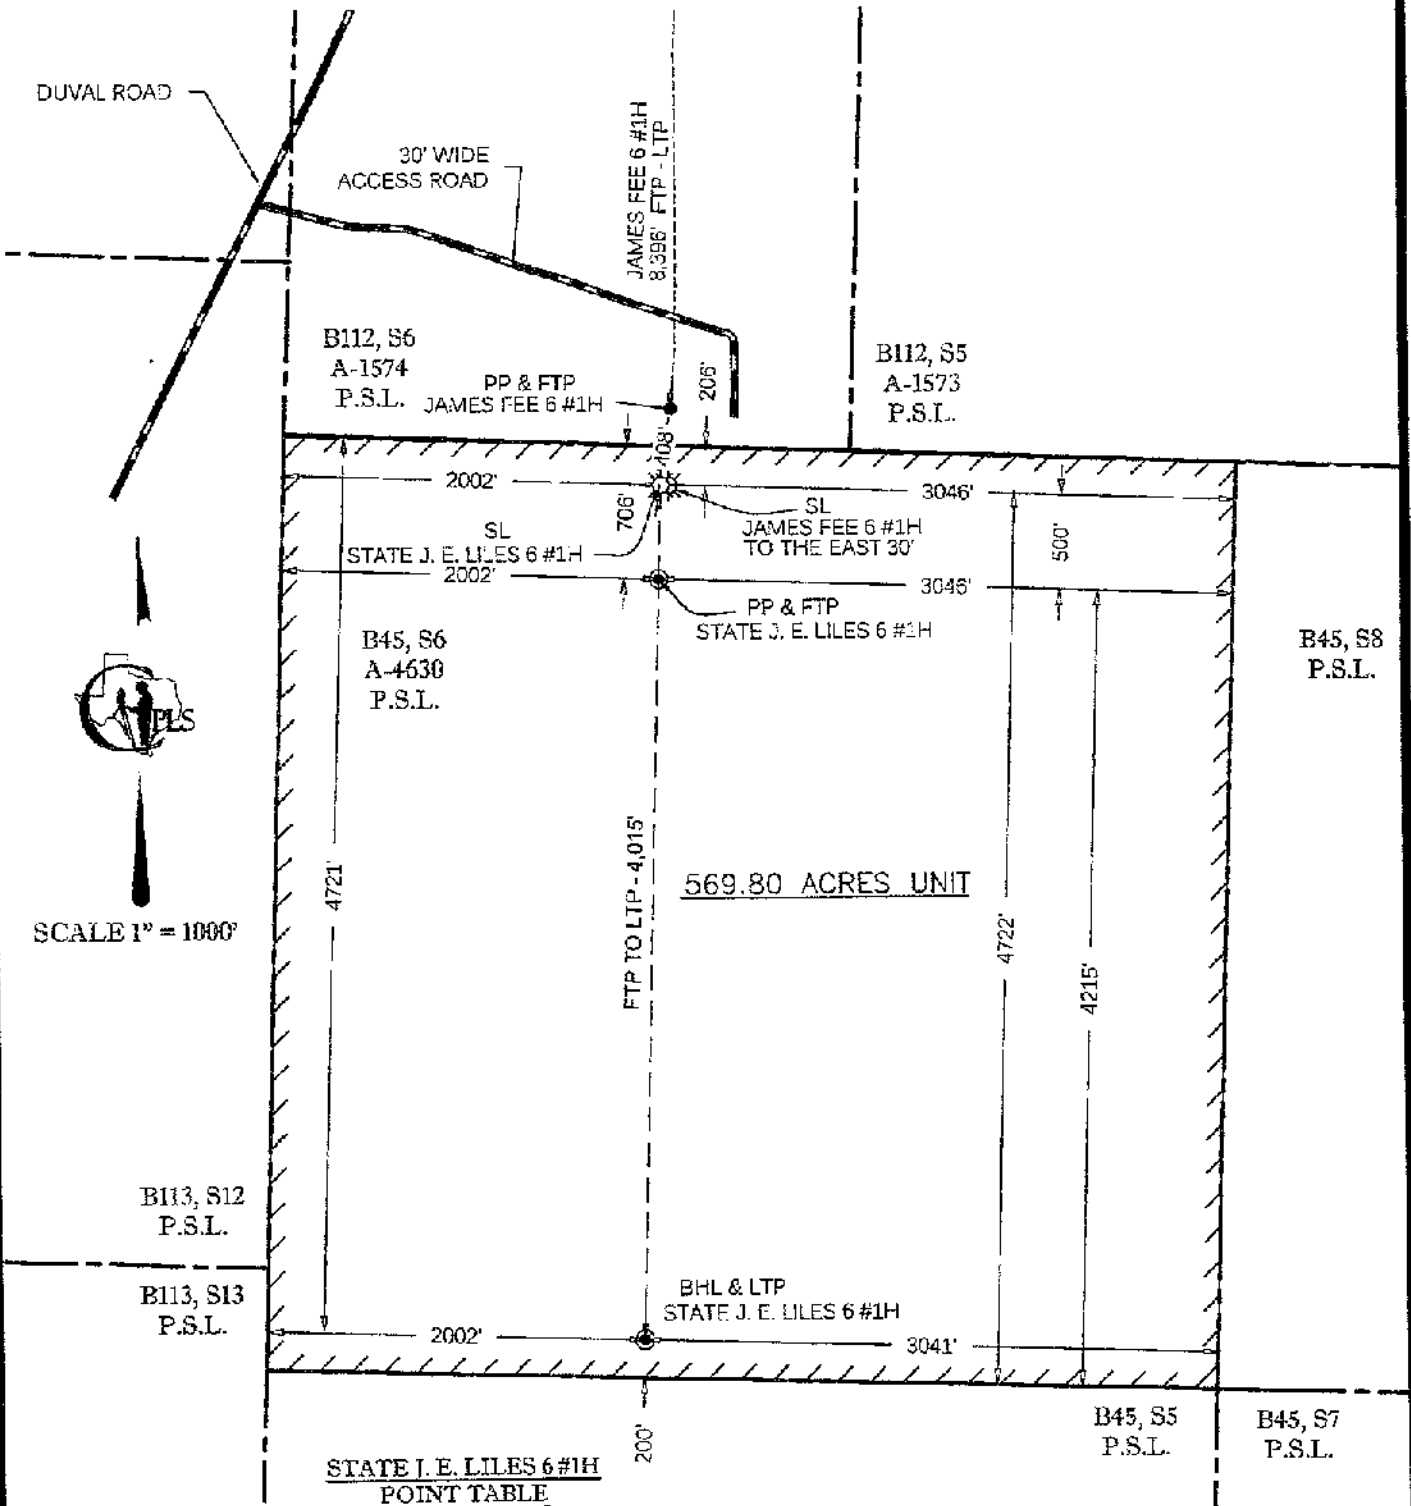 DUVAL ROAD
30' WIDE
ACCESS ROAD
JAMES FEE 6 #1H
8,396' FTP - LTP
B112, S6
A-1574
P.S.L.
PP & FTP
JAMES FEE 6 #1H
206'
B112, S5
A-1573
P.S.L.
408'
2002'
3046'
706'
SL
STATE J. E. LILES 6 #1H
SL
JAMES FEE 6 #1H
TO THE EAST 30'
500'
2002'
3046'
PP & FTP
STATE J. E. LILES 6 #1H
B45, S6
A-4630
P.S.L.
B45, S8
P.S.L.
PLS
SCALE 1" = 1000'
4721'
FTP TO LTP - 4,015'
569.80 ACRES UNIT
4722'
4215'
B113, S12
P.S.L.
B113, S13
P.S.L.
BHL & LTP
STATE J. E. LILES 6 #1H
2002'
3041'
200'
B45, S5
P.S.L.
B45, S7
P.S.L.
STATE J. E. LILES 6 #1H
POINT TABLE